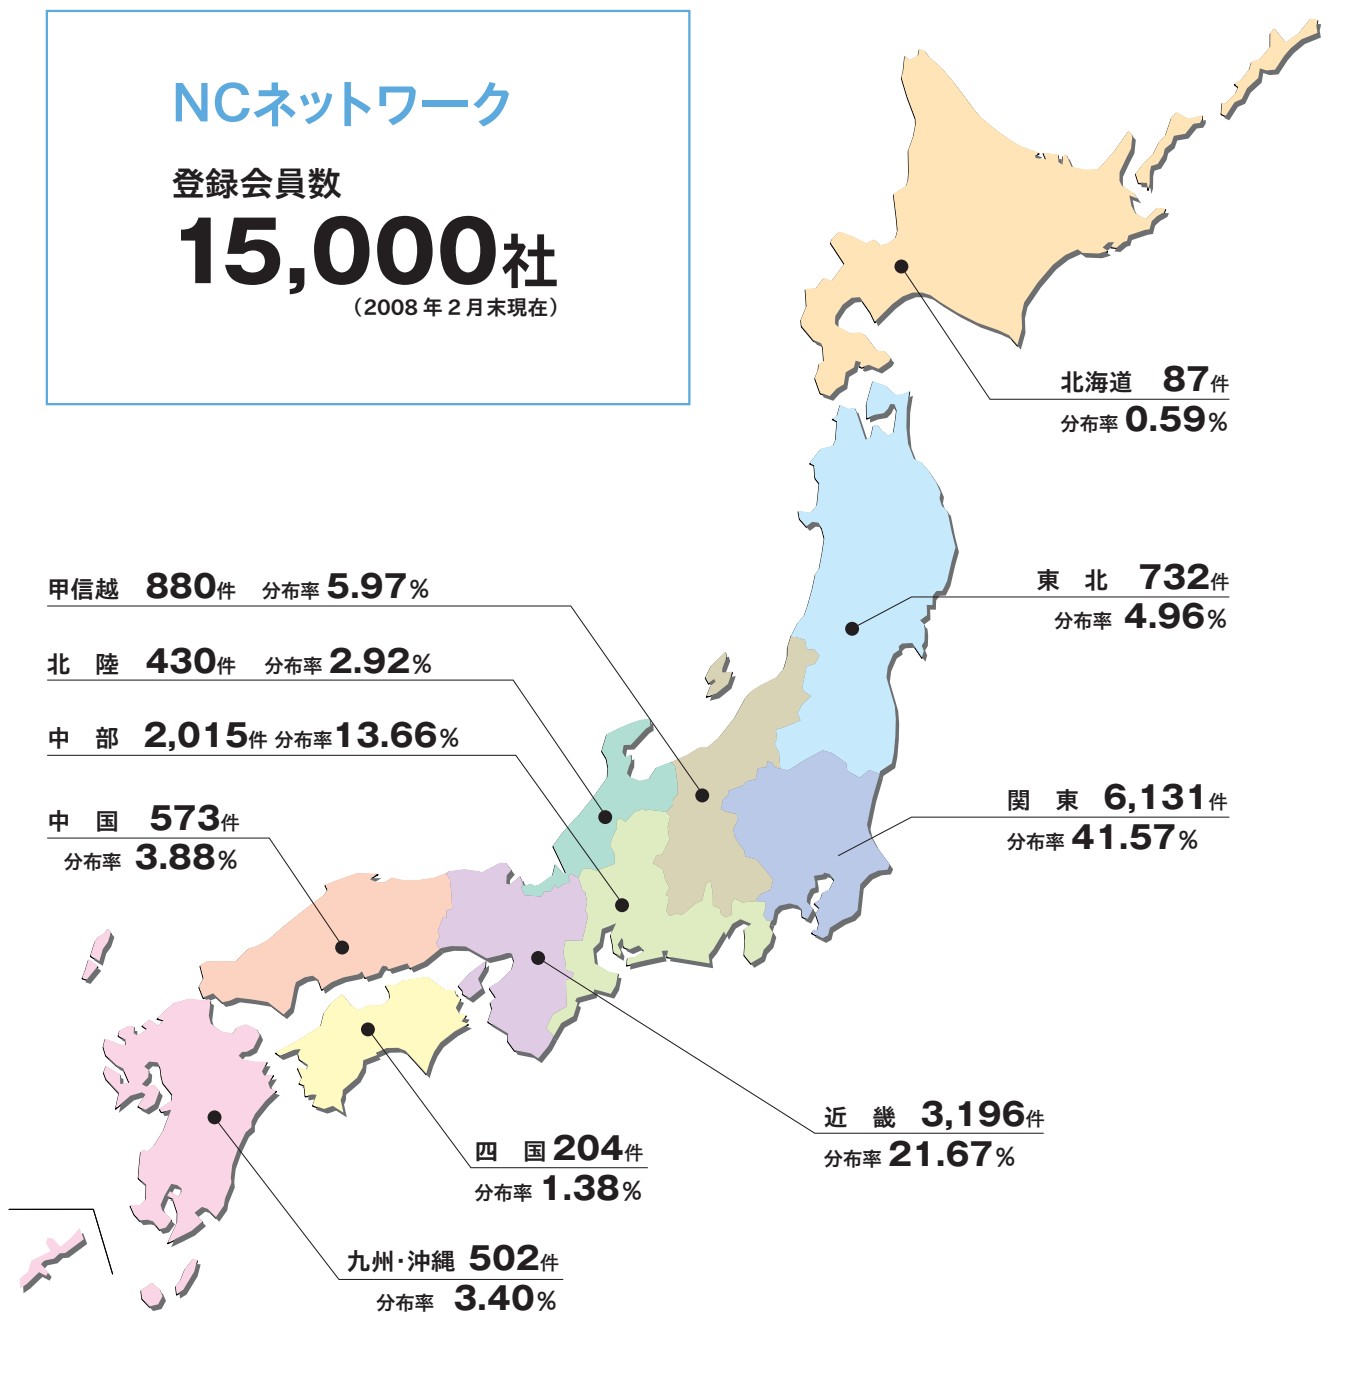 NCネットワーク
登録会員数
15,000社
（2008年2月末現在）
北海道　87件
分布率 0.59%
東　北　732件
分布率 4.96%
甲信越　880件　分布率 5.97%
北　陸　430件　分布率 2.92%
中　部　2,015件 分布率 13.66%
関　東　6,131件
分布率 41.57%
中　国　573件
分布率 3.88%
近　畿　3,196件
分布率 21.67%
四　国 204件
分布率 1.38%
九州・沖縄 502件
分布率 3.40%